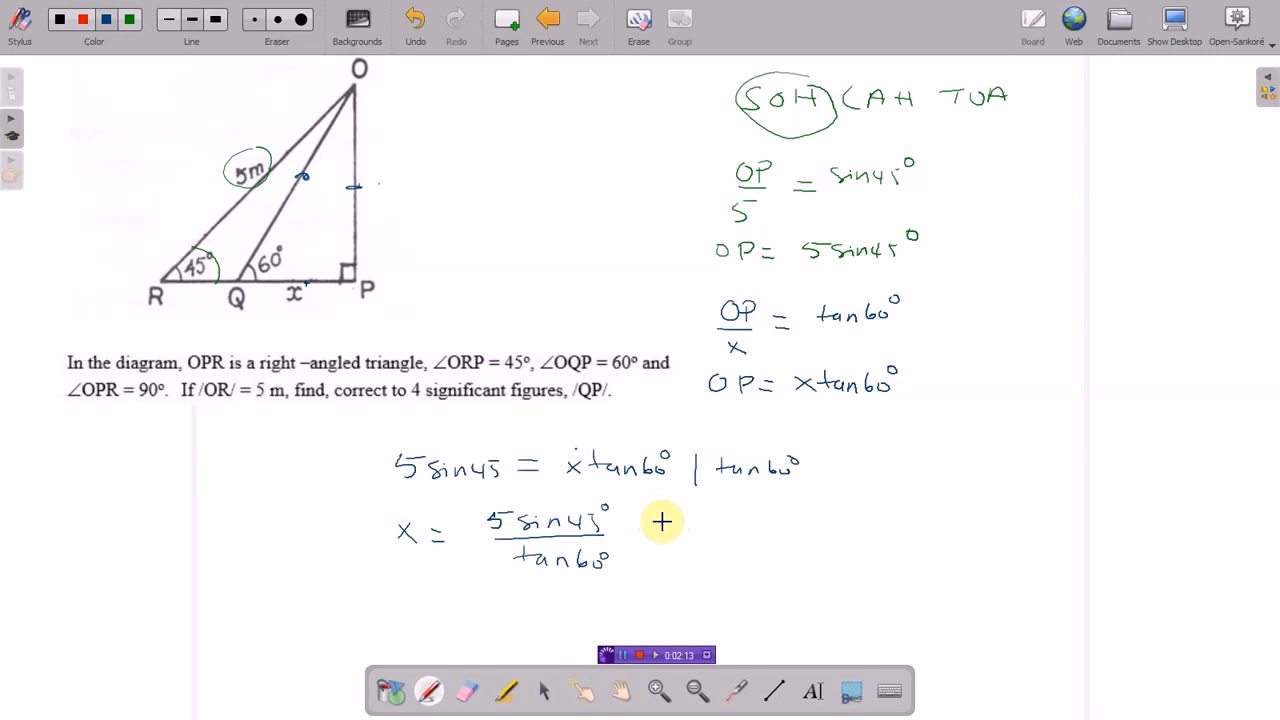 Stylus Color Line Eraser Backgrounds Undo Redo Pages Previous Next Erase Group Board Web Documents Show Desktop Open-Sankoré
O
5m
45° 60°
R Q x P
SOH CAH TOA
OP/5 = sin45°
OP = 5sin45°
OP/x = tan60°
OP = xtan60°
In the diagram, OPR is a right –angled triangle, ∠ORP = 45°, ∠OQP = 60° and
∠OPR = 90°. If /OR/ = 5 m, find, correct to 4 significant figures, /QP/.
5sin45 = xtan60° | tan60°
x = 5sin45°/tan60°
0:02:13